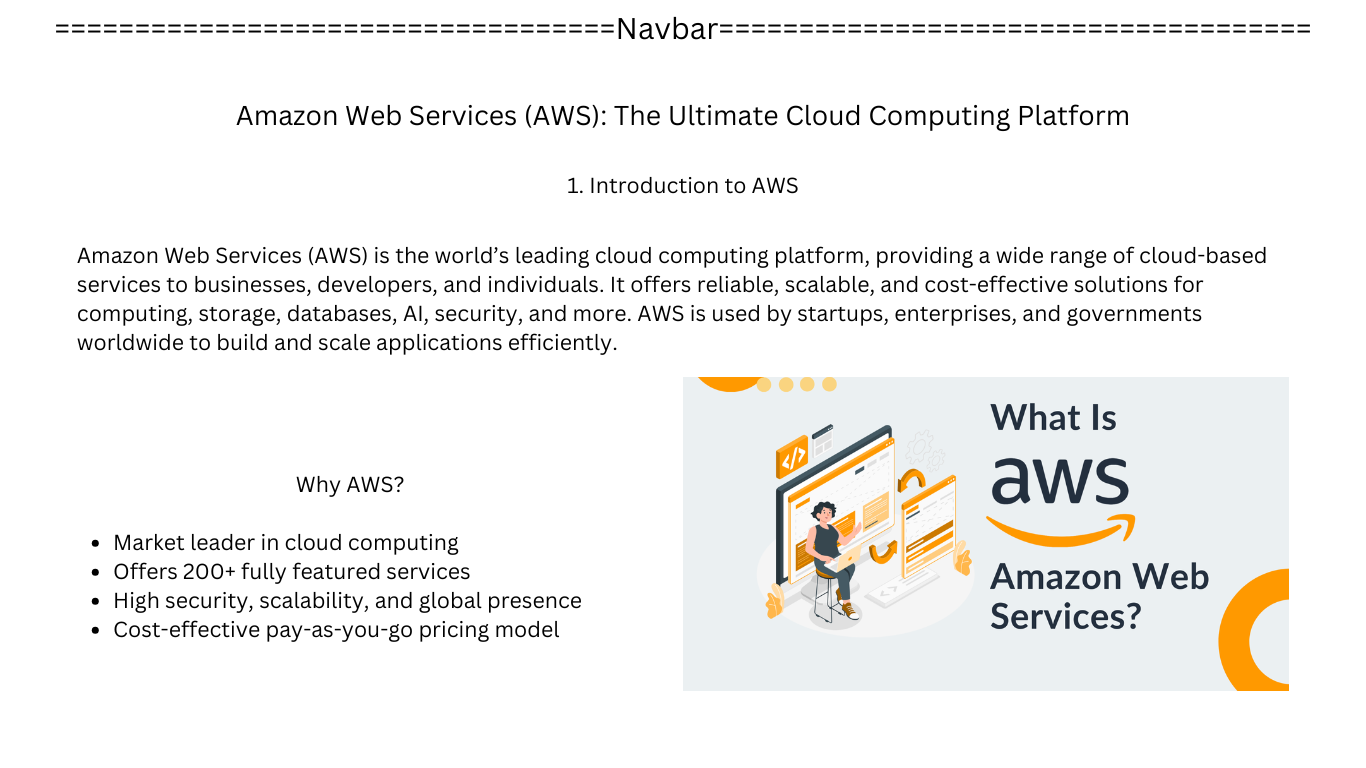 ===================================Navbar=====================================
Amazon Web Services (AWS): The Ultimate Cloud Computing Platform
1. Introduction to AWS
Amazon Web Services (AWS) is the world’s leading cloud computing platform, providing a wide range of cloud-based
services to businesses, developers, and individuals. It offers reliable, scalable, and cost-effective solutions for
computing, storage, databases, AI, security, and more. AWS is used by startups, enterprises, and governments
worldwide to build and scale applications efficiently.
Why AWS?
• Market leader in cloud computing
• Offers 200+ fully featured services
• High security, scalability, and global presence
• Cost-effective pay-as-you-go pricing model
</>
What Is
aws
Amazon Web
Services?